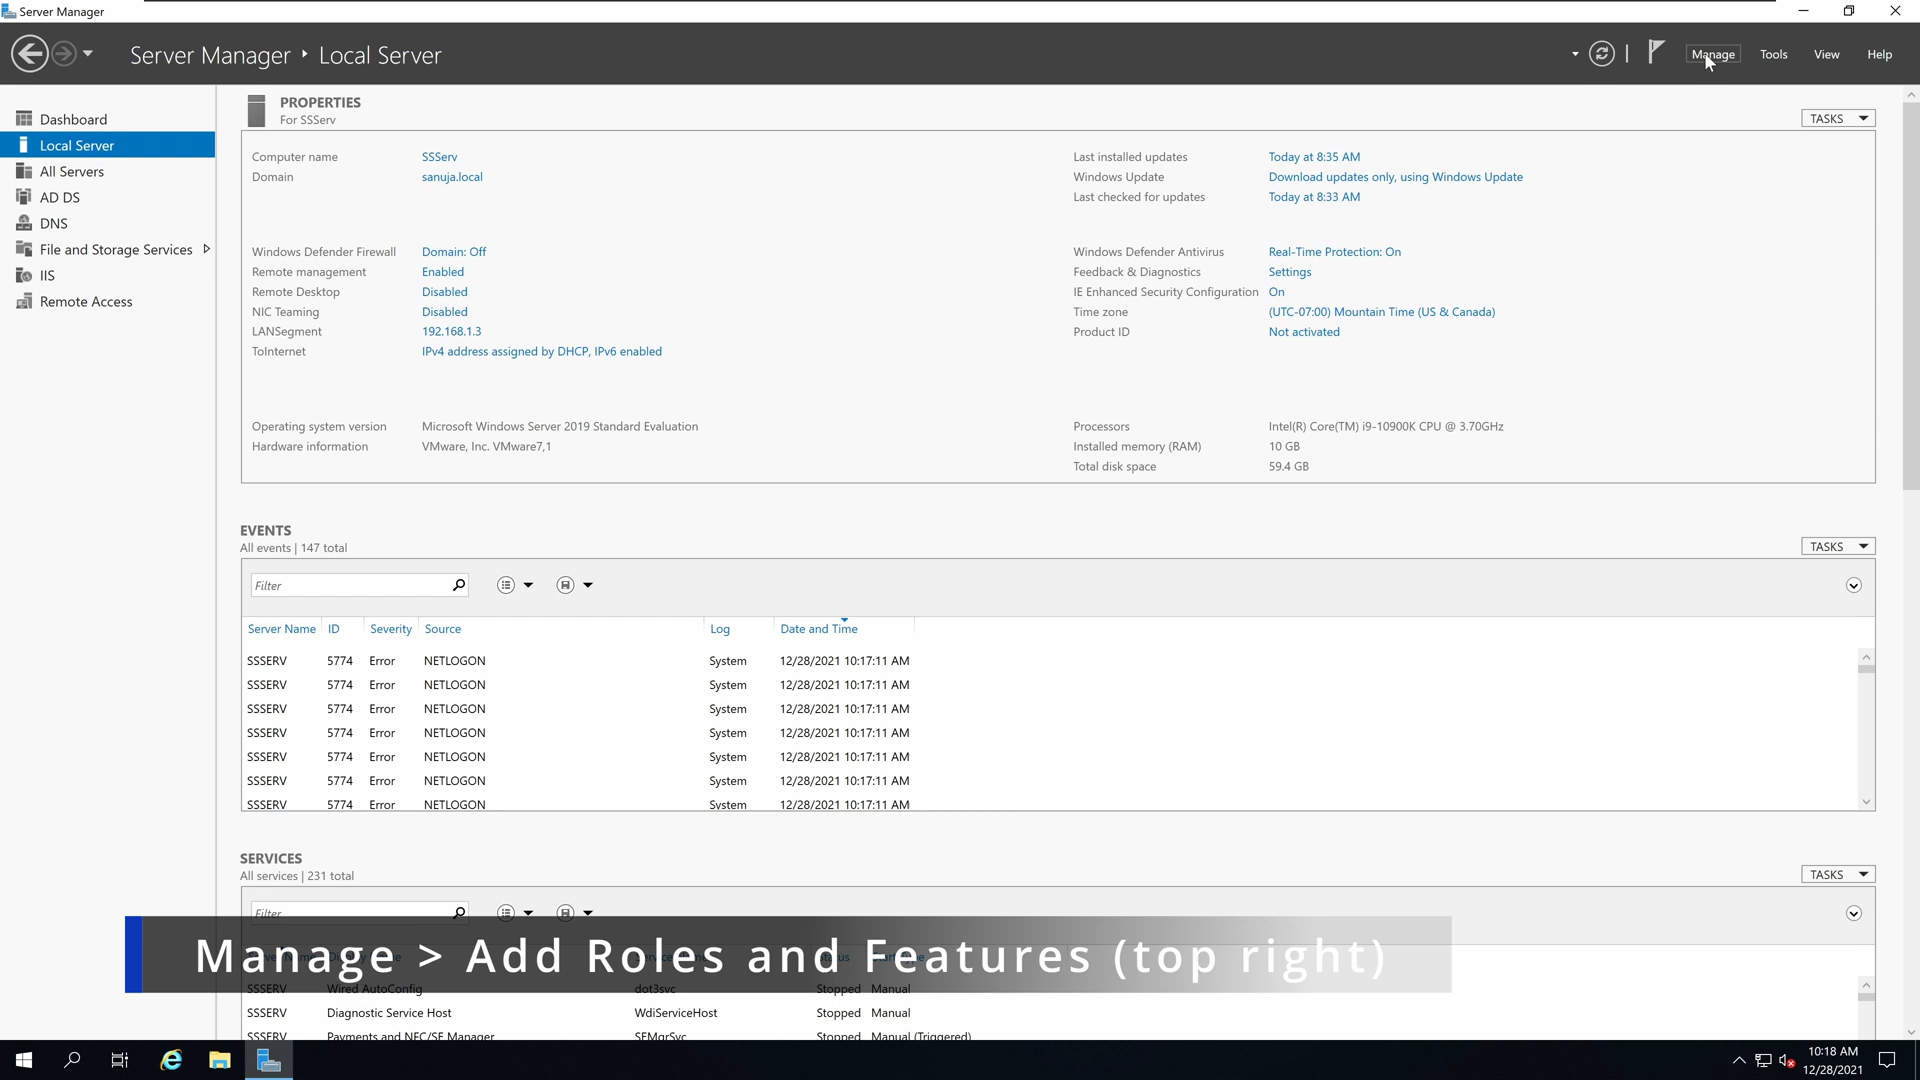 Server Manager
Server Manager ‣ Local Server
Manage Tools View Help
Dashboard
Local Server
All Servers
AD DS
DNS
File and Storage Services
IIS
Remote Access
PROPERTIES
For SSServ
TASKS
Computer name SSServ
Domain sanuja.local
Last installed updates Today at 8:35 AM
Windows Update Download updates only, using Windows Update
Last checked for updates Today at 8:33 AM
Windows Defender Firewall Domain: Off
Remote management Enabled
Remote Desktop Disabled
NIC Teaming Disabled
LANSegment 192.168.1.3
ToInternet IPv4 address assigned by DHCP, IPv6 enabled
Windows Defender Antivirus Real-Time Protection: On
Feedback & Diagnostics Settings
IE Enhanced Security Configuration On
Time zone (UTC-07:00) Mountain Time (US & Canada)
Product ID Not activated
Operating system version Microsoft Windows Server 2019 Standard Evaluation
Hardware information VMware, Inc. VMware7,1
Processors Intel(R) Core(TM) i9-10900K CPU @ 3.70GHz
Installed memory (RAM) 10 GB
Total disk space 59.4 GB
EVENTS
All events | 147 total
TASKS
Filter
Server Name ID Severity Source Log Date and Time
SSSERV 5774 Error NETLOGON System 12/28/2021 10:17:11 AM
SSSERV 5774 Error NETLOGON System 12/28/2021 10:17:11 AM
SSSERV 5774 Error NETLOGON System 12/28/2021 10:17:11 AM
SSSERV 5774 Error NETLOGON System 12/28/2021 10:17:11 AM
SSSERV 5774 Error NETLOGON System 12/28/2021 10:17:11 AM
SSSERV 5774 Error NETLOGON System 12/28/2021 10:17:11 AM
SSSERV 5774 Error NETLOGON System 12/28/2021 10:17:11 AM
SERVICES
All services | 231 total
TASKS
Filter
Manage > Add Roles and Features (top right)
SSSERV Wired AutoConfig dot3svc Stopped Manual
SSSERV Diagnostic Service Host WdiServiceHost Stopped Manual
SSSERV Payments and NFC/SE Manager SEMgrSvc Stopped Manual (Triggered)
10:18 AM
12/28/2021